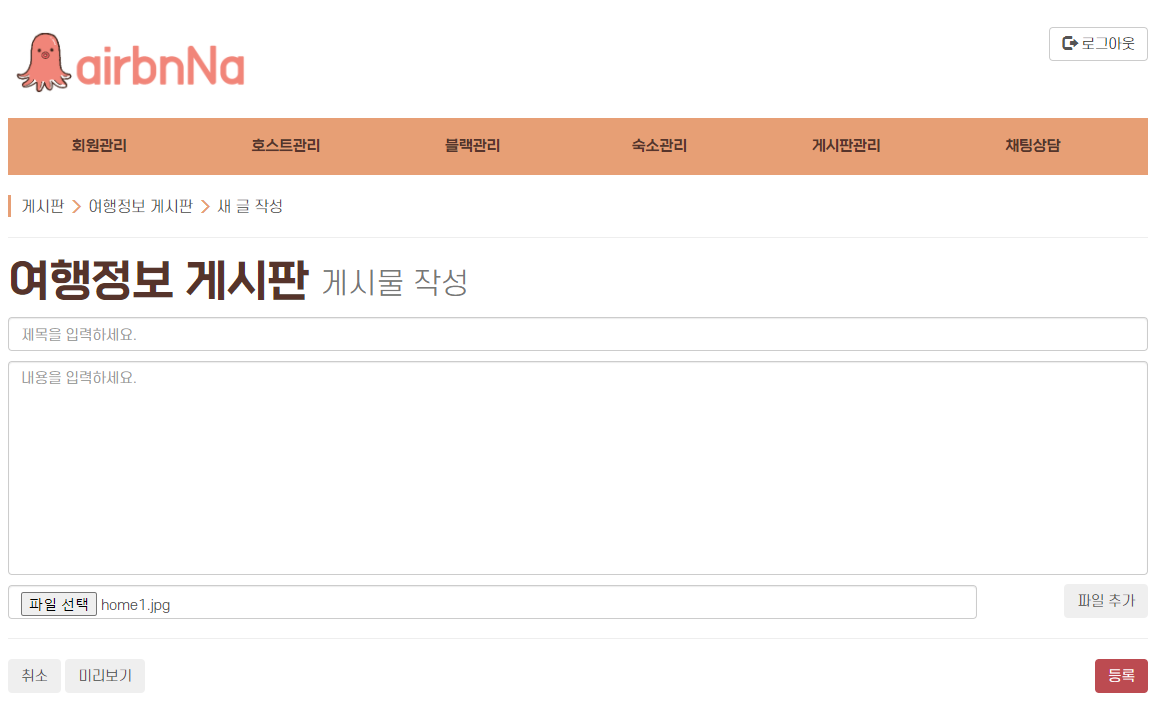 airbnNa
로그아웃
회원관리 호스트관리 블랙관리 숙소관리 게시판관리 채팅상담
게시판 > 여행정보 게시판 > 새 글 작성
여행정보 게시판 게시물 작성
제목을 입력하세요.
내용을 입력하세요.
파일 선택 home1.jpg 파일 추가
취소 미리보기 등록